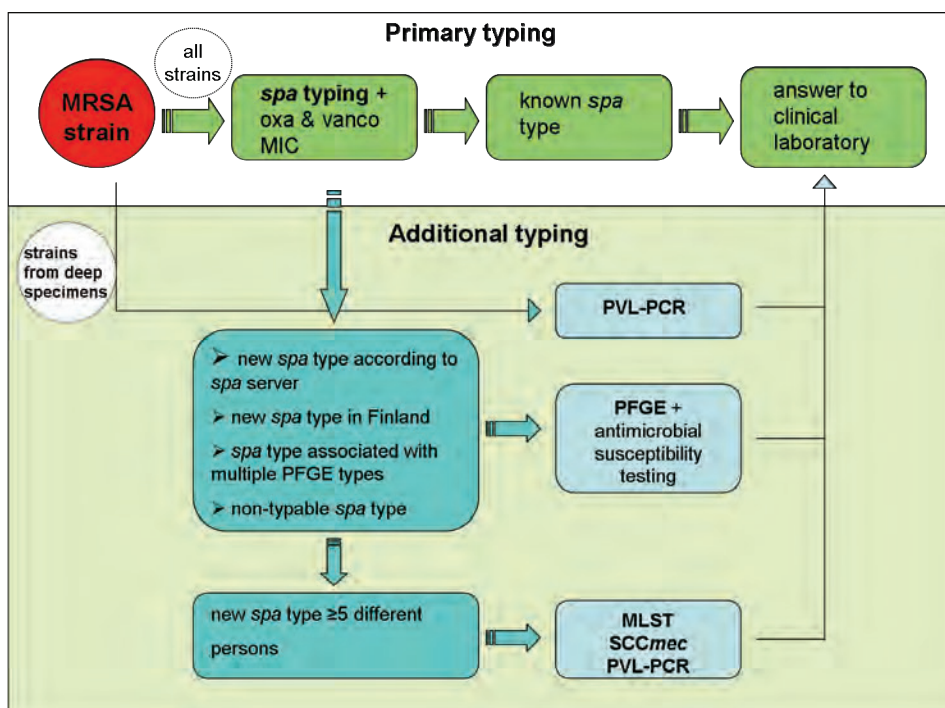 Primary typing
all
strains
MRSA
strain
spa typing +
oxa & vanco
MIC
known spa
type
answer to
clinical
laboratory
Additional typing
strains
from deep
specimens
PVL-PCR
➢ new spa type according to
spa server
➢ new spa type in Finland
➢ spa type associated with
multiple PFGE types
➢ non-typable spa type
PFGE +
antimicrobial
susceptibility
testing
new spa type ≥5 different
persons
MLST
SCCmec
PVL-PCR